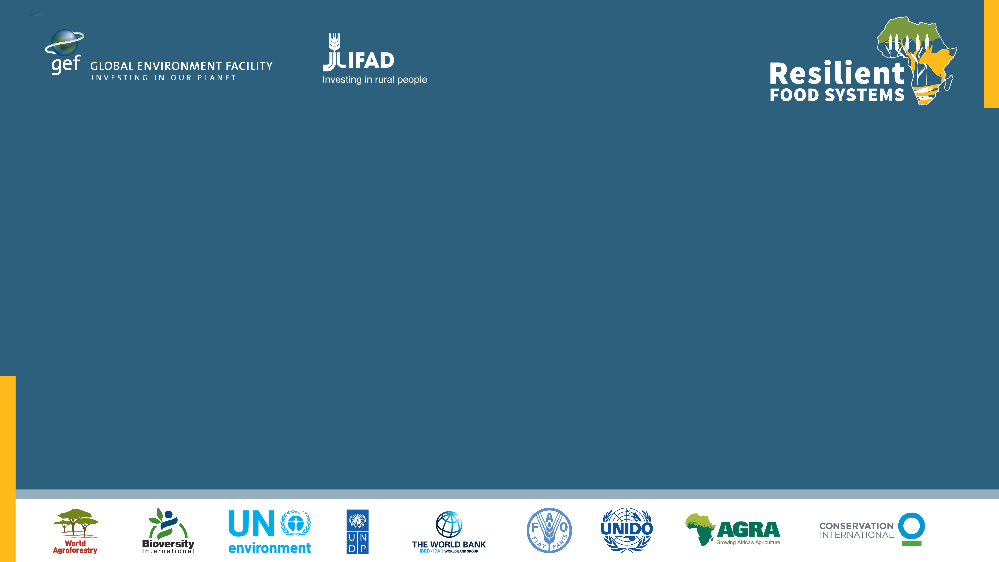 gef
GLOBAL ENVIRONMENT FACILITY
INVESTING IN OUR PLANET
IFAD
Investing in rural people
Resilient
FOOD SYSTEMS
World
Agroforestry
Bioversity
International
UN
environment
U N
D P
THE WORLD BANK
IBRD • IDA | WORLD BANK GROUP
F A O
FIAT PANIS
UNIDO
AGRA
Growing Africa's Agriculture
CONSERVATION
INTERNATIONAL